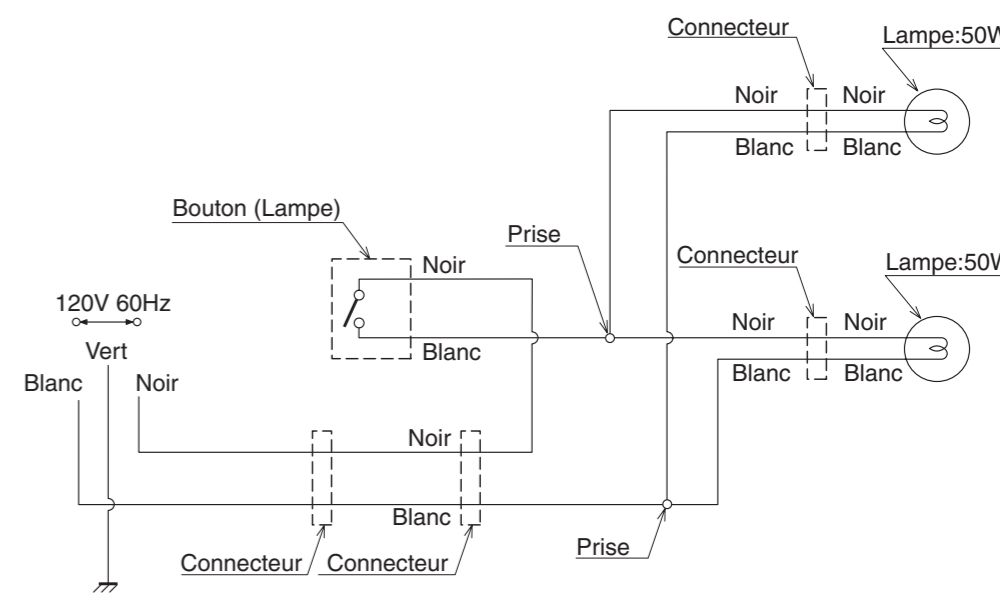 Connecteur
Lampe:50W
Noir
Noir
Blanc
Blanc
Bouton (Lampe)
Prise
Noir
Connecteur
Lampe:50W
120V 60Hz
Noir
Noir
Vert
Blanc
Blanc
Blanc
Blanc
Noir
Noir
Blanc
Prise
Connecteur
Connecteur